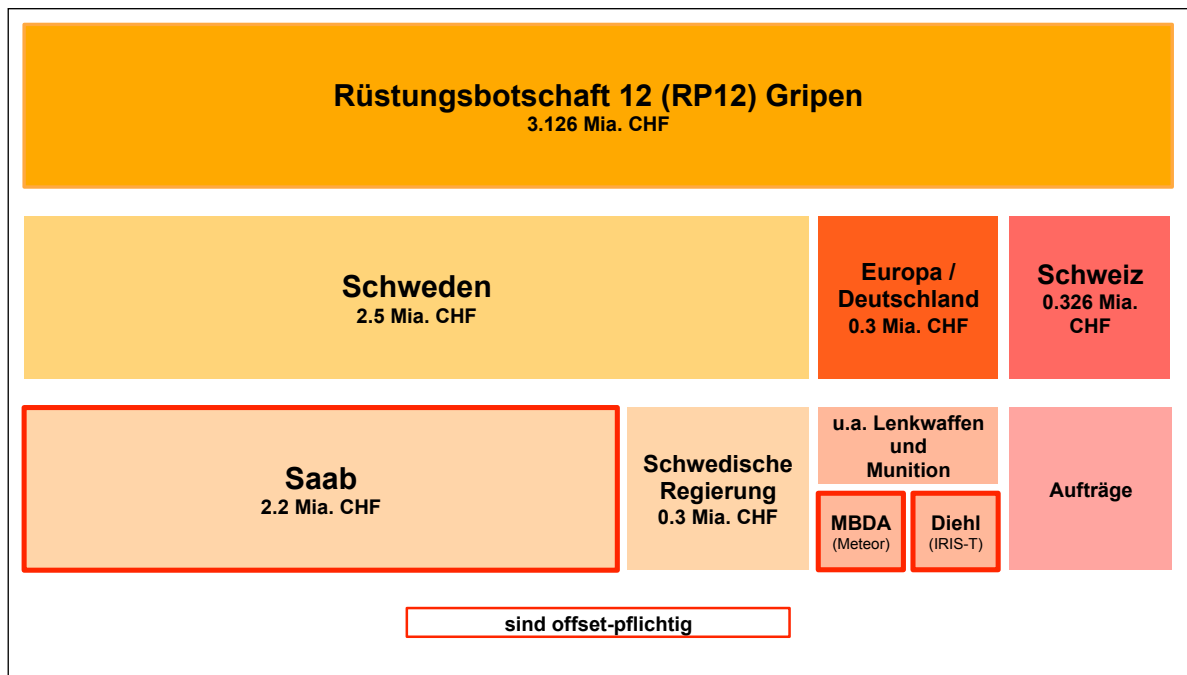 Rüstungsbotschaft 12 (RP12) Gripen
3.126 Mia. CHF
Schweden
2.5 Mia. CHF
Europa /
Deutschland
0.3 Mia. CHF
Schweiz
0.326 Mia.
CHF
Saab
2.2 Mia. CHF
Schwedische
Regierung
0.3 Mia. CHF
u.a. Lenkwaffen
und
Munition
MBDA
(Meteor)
Diehl
(IRIS-T)
Aufträge
sind offset-pflichtig